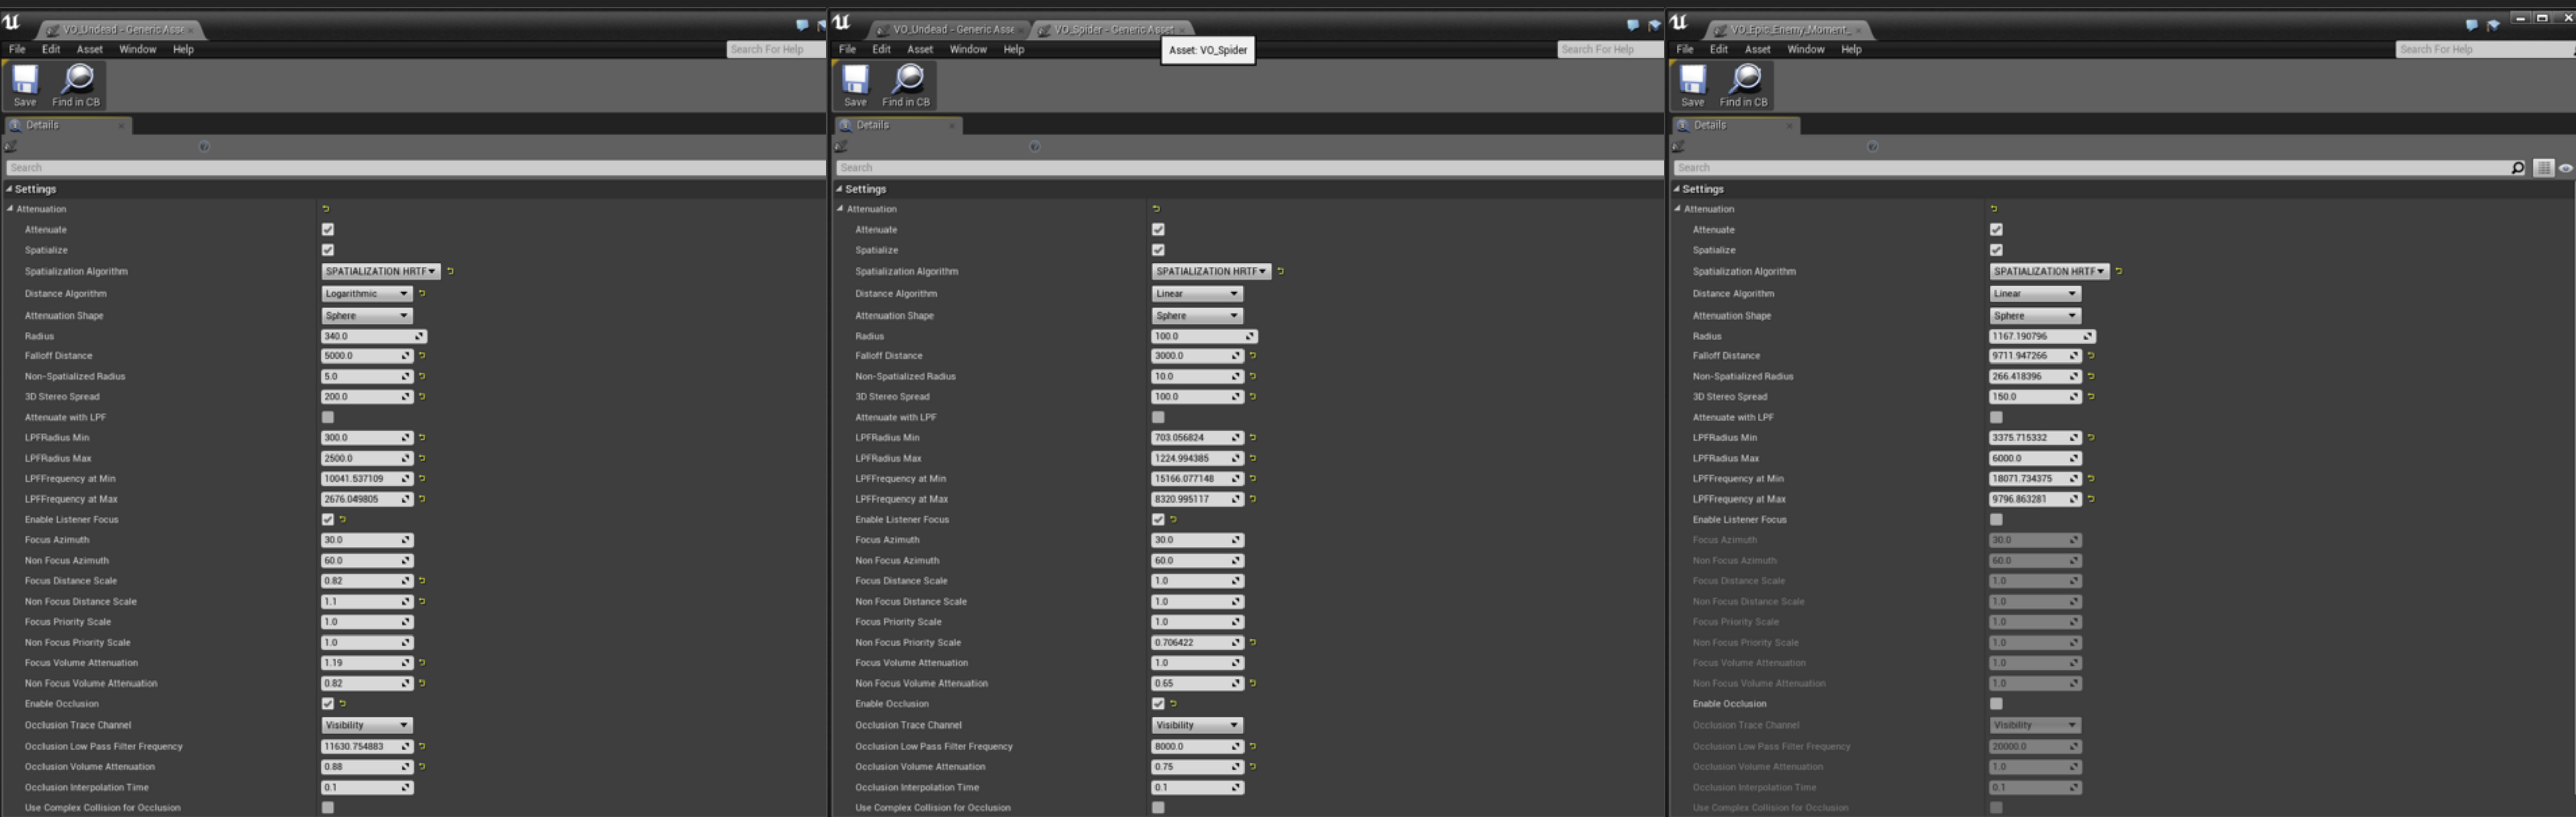 VO_Undead - Generic Asse
File Edit Asset Window Help
Search For Help
Save Find in CB
Details
Search
Settings
Attenuation
Attenuate
Spatialize
Spatialization Algorithm SPATIALIZATION HRTF
Distance Algorithm Logarithmic
Attenuation Shape Sphere
Radius 340.0
Falloff Distance 5000.0
Non-Spatialized Radius 5.0
3D Stereo Spread 200.0
Attenuate with LPF
LPFRadius Min 300.0
LPFRadius Max 2500.0
LPFFrequency at Min 10041.537109
LPFFrequency at Max 2676.049805
Enable Listener Focus
Focus Azimuth 30.0
Non Focus Azimuth 60.0
Focus Distance Scale 0.82
Non Focus Distance Scale 1.1
Focus Priority Scale 1.0
Non Focus Priority Scale 1.0
Focus Volume Attenuation 1.19
Non Focus Volume Attenuation 0.82
Enable Occlusion
Occlusion Trace Channel Visibility
Occlusion Low Pass Filter Frequency 11630.754883
Occlusion Volume Attenuation 0.88
Occlusion Interpolation Time 0.1
Use Complex Collision for Occlusion
VO_Undead - Generic Asse VO_Spider - Generic Asset
Asset: VO_Spider
File Edit Asset Window Help
Search For Help
Save Find in CB
Details
Search
Settings
Attenuation
Attenuate
Spatialize
Spatialization Algorithm SPATIALIZATION HRTF
Distance Algorithm Linear
Attenuation Shape Sphere
Radius 100.0
Falloff Distance 3000.0
Non-Spatialized Radius 10.0
3D Stereo Spread 100.0
Attenuate with LPF
LPFRadius Min 703.056824
LPFRadius Max 1224.994385
LPFFrequency at Min 15166.077148
LPFFrequency at Max 8320.995117
Enable Listener Focus
Focus Azimuth 30.0
Non Focus Azimuth 60.0
Focus Distance Scale 1.0
Non Focus Distance Scale 1.0
Focus Priority Scale 1.0
Non Focus Priority Scale 0.706422
Focus Volume Attenuation 1.0
Non Focus Volume Attenuation 0.65
Enable Occlusion
Occlusion Trace Channel Visibility
Occlusion Low Pass Filter Frequency 8000.0
Occlusion Volume Attenuation 0.75
Occlusion Interpolation Time 0.1
Use Complex Collision for Occlusion
VO_Epic_Enemy_Moment_
File Edit Asset Window Help
Search For Help
Save Find in CB
Details
Search
Settings
Attenuation
Attenuate
Spatialize
Spatialization Algorithm SPATIALIZATION HRTF
Distance Algorithm Linear
Attenuation Shape Sphere
Radius 1167.190796
Falloff Distance 9711.947266
Non-Spatialized Radius 266.418396
3D Stereo Spread 150.0
Attenuate with LPF
LPFRadius Min 3375.715332
LPFRadius Max 6000.0
LPFFrequency at Min 18071.734375
LPFFrequency at Max 9796.863281
Enable Listener Focus
Focus Azimuth 30.0
Non Focus Azimuth 60.0
Focus Distance Scale 1.0
Non Focus Distance Scale 1.0
Focus Priority Scale 1.0
Non Focus Priority Scale 1.0
Focus Volume Attenuation 1.0
Non Focus Volume Attenuation 1.0
Enable Occlusion
Occlusion Trace Channel Visibility
Occlusion Low Pass Filter Frequency 20000.0
Occlusion Volume Attenuation 1.0
Occlusion Interpolation Time 0.1
Use Complex Collision for Occlusion